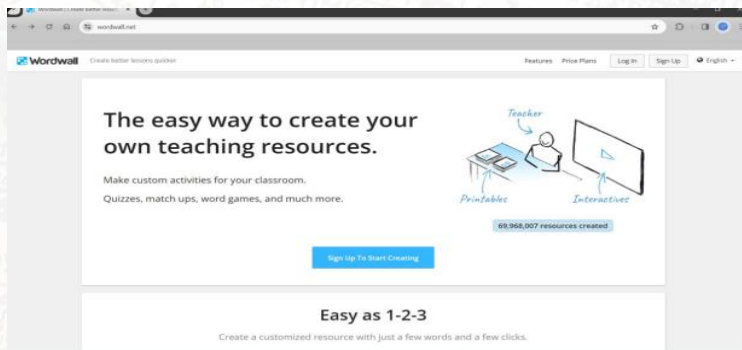 wordwall.net
Wordwall
Create better lessons quicker
Features Price Plans Log In Sign Up English
The easy way to create your
own teaching resources.
Make custom activities for your classroom.
Quizzes, match ups, word games, and much more.
Teacher
Printables
Interactives
69,968,007 resources created
Sign Up To Start Creating
Easy as 1-2-3
Create a customized resource with just a few words and a few clicks.